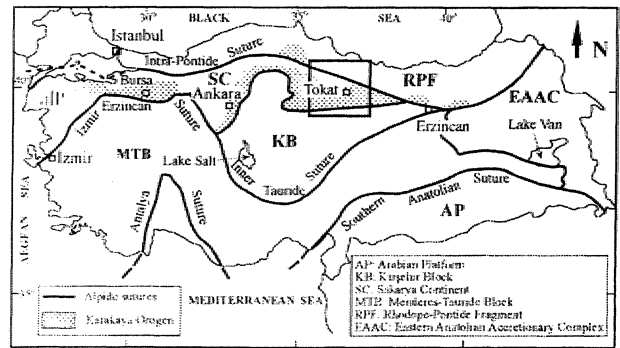 30° BLACK 35° SEA 40°
Istanbul
Intra-Pontide Suture
N
SC RPF
Bursa Ankara Tokat EAAC
40°
Erzincan Suture Erzincan
Izmir KB Lake Van
Izmir MTB
Lake Salt Inner
Tauride Suture
Antalya Suture
Southern Anatolian Suture
AP
AEGEAN SEA
35°
MEDITERRANEAN SEA
Alpide sutures
Karakaya Orogen
AP: Arabian Platform
KB: Kırşehir Block
SC: Sakarya Continent
MTB: Menderes-Tauride Block
RPF: Rhodope-Pontide Fragment
EAAC: Eastern Anatolian Accretionary Complex